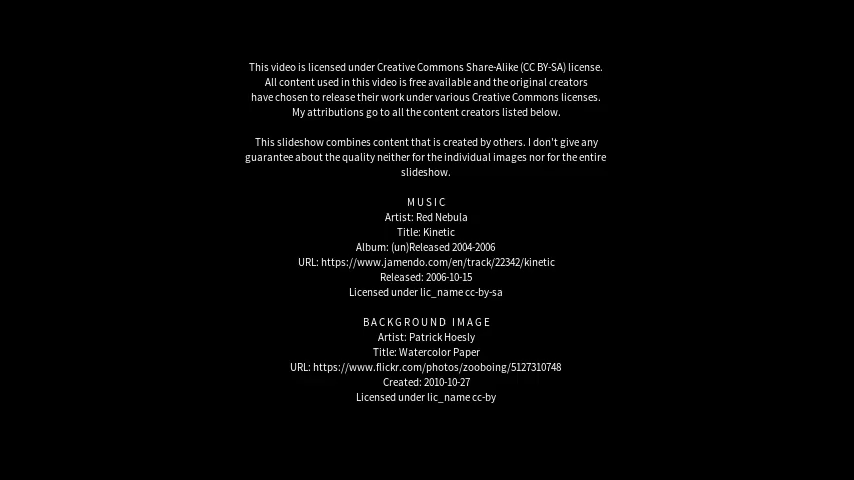 This video is licensed under Creative Commons Share-Alike (CC BY-SA) license.
All content used in this video is free available and the original creators
have chosen to release their work under various Creative Commons licenses.
My attributions go to all the content creators listed below.
This slideshow combines content that is created by others. I don't give any
guarantee about the quality neither for the individual images nor for the entire
slideshow.
MUSIC
Artist: Red Nebula
Title: Kinetic
Album: (un)Released 2004-2006
URL: https://www.jamendo.com/en/track/22342/kinetic
Released: 2006-10-15
Licensed under lic_name cc-by-sa
BACKGROUND IMAGE
Artist: Patrick Hoesly
Title: Watercolor Paper
URL: https://www.flickr.com/photos/zooboing/5127310748
Created: 2010-10-27
Licensed under lic_name cc-by